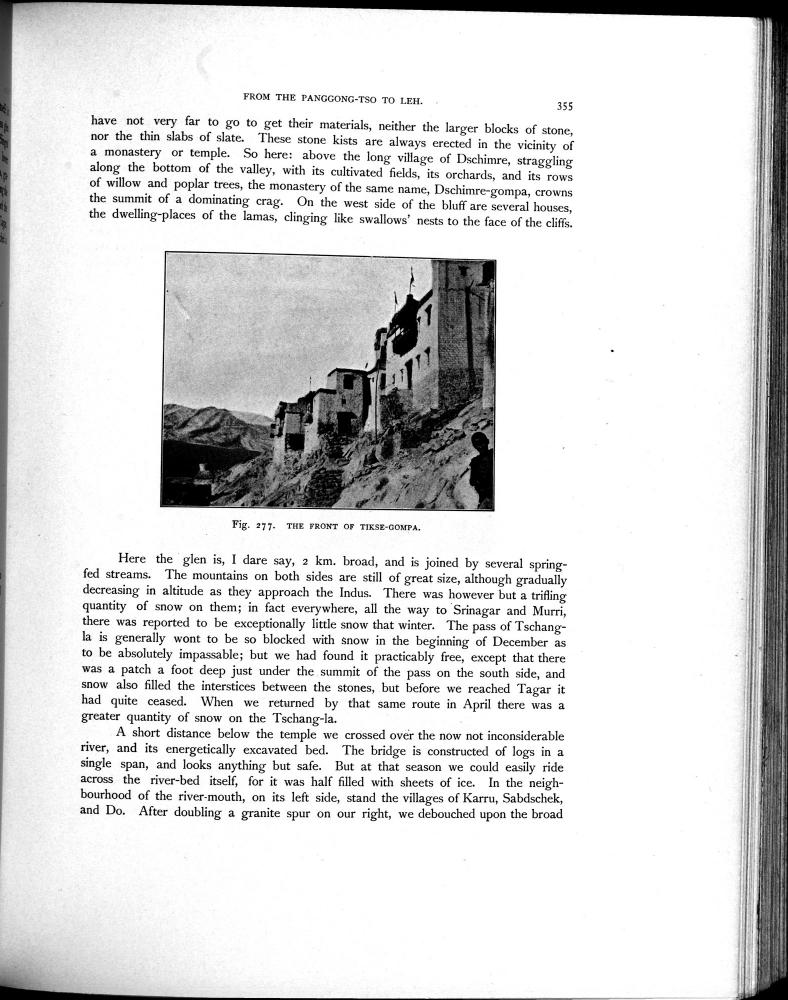 FROM THE PANGGONG-TSO TO LEH.
355
have not very far to go to get their materials, neither the larger blocks of stone,
nor the thin slabs of slate. These stone kists are always erected in the vicinity of
a monastery or temple. So here: above the long village of Dschimre, straggling
along the bottom of the valley, with its cultivated fields, its orchards, and its rows
of willow and poplar trees, the monastery of the same name, Dschimre-gompa, crowns
the summit of a dominating crag. On the west side of the bluff are several houses,
the dwelling-places of the lamas, clinging like swallows' nests to the face of the cliffs.
Fig. 277. THE FRONT OF TIKSE-GOMPA.
Here the glen is, I dare say, 2 km. broad, and is joined by several spring-
fed streams. The mountains on both sides are still of great size, although gradually
decreasing in altitude as they approach the Indus. There was however but a trifling
quantity of snow on them; in fact everywhere, all the way to Srinagar and Murri,
there was reported to be exceptionally little snow that winter. The pass of Tschang-
la is generally wont to be so blocked with snow in the beginning of December as
to be absolutely impassable; but we had found it practicably free, except that there
was a patch a foot deep just under the summit of the pass on the south side, and
snow also filled the interstices between the stones, but before we reached Tagar it
had quite ceased. When we returned by that same route in April there was a
greater quantity of snow on the Tschang-la.
A short distance below the temple we crossed over the now not inconsiderable
river, and its energetically excavated bed. The bridge is constructed of logs in a
single span, and looks anything but safe. But at that season we could easily ride
across the river-bed itself, for it was half filled with sheets of ice. In the neigh-
bourhood of the river-mouth, on its left side, stand the villages of Karru, Sabdschek,
and Do. After doubling a granite spur on our right, we debouched upon the broad